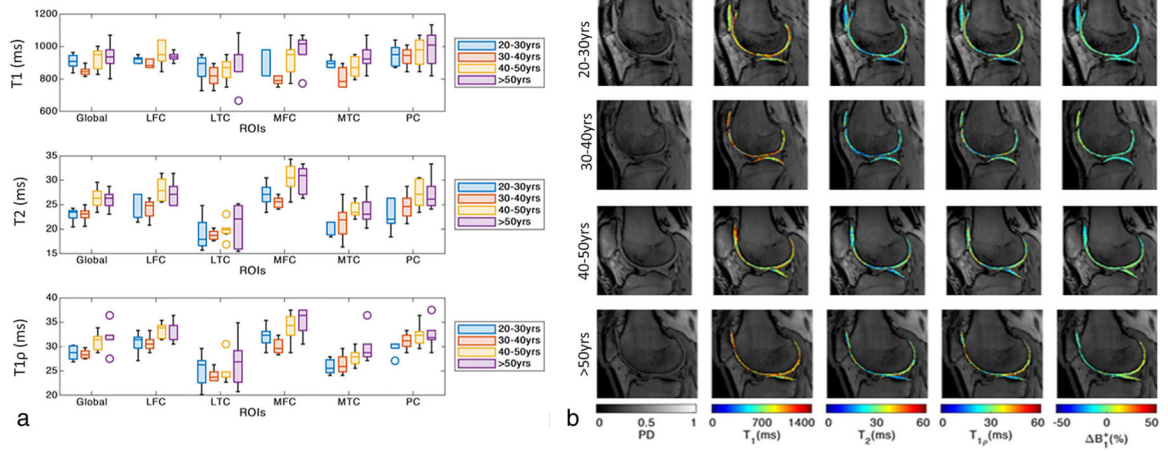 1200
1000
800
600
T1 (ms)
Global LFC LTC MFC MTC PC
ROIs
20-30yrs
30-40yrs
40-50yrs
>50yrs
35
30
25
20
15
T2 (ms)
Global LFC LTC MFC MTC PC
ROIs
20-30yrs
30-40yrs
40-50yrs
>50yrs
40
35
30
25
20
T1ρ (ms)
Global LFC LTC MFC MTC PC
ROIs
20-30yrs
30-40yrs
40-50yrs
>50yrs
a
20-30yrs
30-40yrs
40-50yrs
>50yrs
b
0 0.5 1
PD
0 700 1400
T₁(ms)
0 30 60
T₂(ms)
0 30 60
T₁ρ(ms)
-50 0 50
ΔB₁⁺(%)